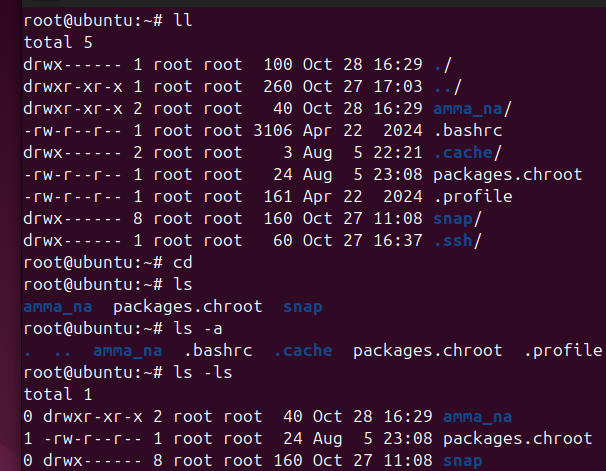 root@ubuntu:~# ll
total 5
drwx------ 1 root root  100 Oct 28 16:29 ./
drwxr-xr-x 1 root root  260 Oct 27 17:03 ../
drwxr-xr-x 2 root root   40 Oct 28 16:29 amma_na/
-rw-r--r-- 1 root root 3106 Apr 22  2024 .bashrc
drwx------ 2 root root    3 Aug  5 22:21 .cache/
-rw-r--r-- 1 root root   24 Aug  5 23:08 packages.chroot
-rw-r--r-- 1 root root  161 Apr 22  2024 .profile
drwx------ 8 root root  160 Oct 27 11:08 snap/
drwx------ 1 root root   60 Oct 27 16:37 .ssh/
root@ubuntu:~# cd
root@ubuntu:~# ls
amma_na  packages.chroot  snap
root@ubuntu:~# ls -a
.  ..  amma_na  .bashrc  .cache  packages.chroot  .profile
root@ubuntu:~# ls -ls
total 1
0 drwxr-xr-x 2 root root  40 Oct 28 16:29 amma_na
1 -rw-r--r-- 1 root root  24 Aug  5 23:08 packages.chroot
0 drwx------ 8 root root 160 Oct 27 11:08 snap